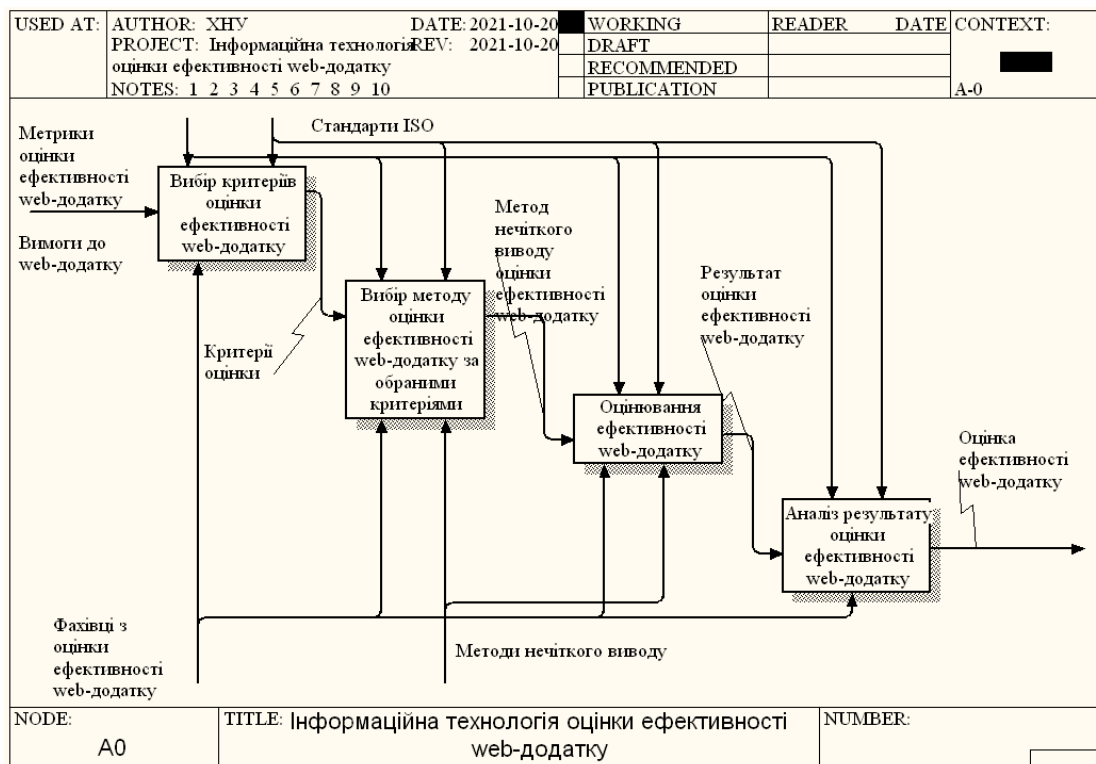 USED AT:
AUTHOR: ХНУ
DATE: 2021-10-20
PROJECT: Інформаційна технологія
REV: 2021-10-20
оцінки ефективності web-додатку
NOTES: 1 2 3 4 5 6 7 8 9 10
WORKING
DRAFT
RECOMMENDED
PUBLICATION
READER
DATE
CONTEXT:
A-0
Метрики
оцінки
ефективності
web-додатку
Вимоги до
web-додатку
Стандарти ISO
Вибір критеріїв
оцінки
ефективності
web-додатку
Критерії
оцінки
Вибір методу
оцінки
ефективності
web-додатку за
обраними
критеріями
Метод
нечіткого
виводу
оцінки
ефективності
web-додатку
Оцінювання
ефективності
web-додатку
Результат
оцінки
ефективності
web-додатку
Аналіз результату
оцінки
ефективності
web-додатку
Оцінка
ефективності
web-додатку
Фахівці з
оцінки
ефективності
web-додатку
Методи нечіткого виводу
NODE:
A0
TITLE: Інформаційна технологія оцінки ефективності
web-додатку
NUMBER: